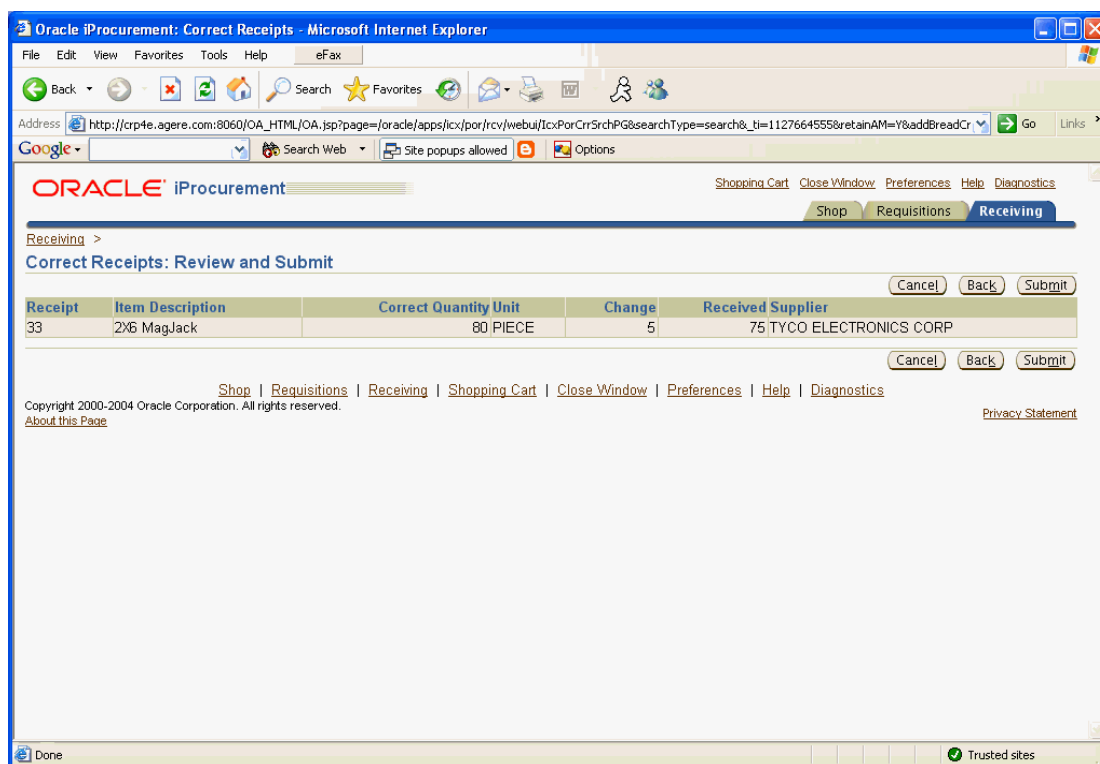 Oracle iProcurement: Correct Receipts - Microsoft Internet Explorer
File Edit View Favorites Tools Help eFax
Back Search Favorites
Address http://crp4e.agere.com:8060/OA_HTML/OA.jsp?page=/oracle/apps/icx/por/rcv/webui/IcxPorCrrSrchPG&searchType=search&_ti=1127664555&retainAM=Y&addBreadCr Go Links »
Google Search Web Site popups allowed Options
ORACLE iProcurement
Shopping Cart Close Window Preferences Help Diagnostics
Shop Requisitions Receiving
Receiving >
Correct Receipts: Review and Submit
Cancel Back Submit
Receipt Item Description Correct Quantity Unit Change Received Supplier
33 2X6 MagJack 80 PIECE 5 75 TYCO ELECTRONICS CORP
Cancel Back Submit
Shop | Requisitions | Receiving | Shopping Cart | Close Window | Preferences | Help | Diagnostics
Copyright 2000-2004 Oracle Corporation. All rights reserved.
About this Page Privacy Statement
Done Trusted sites